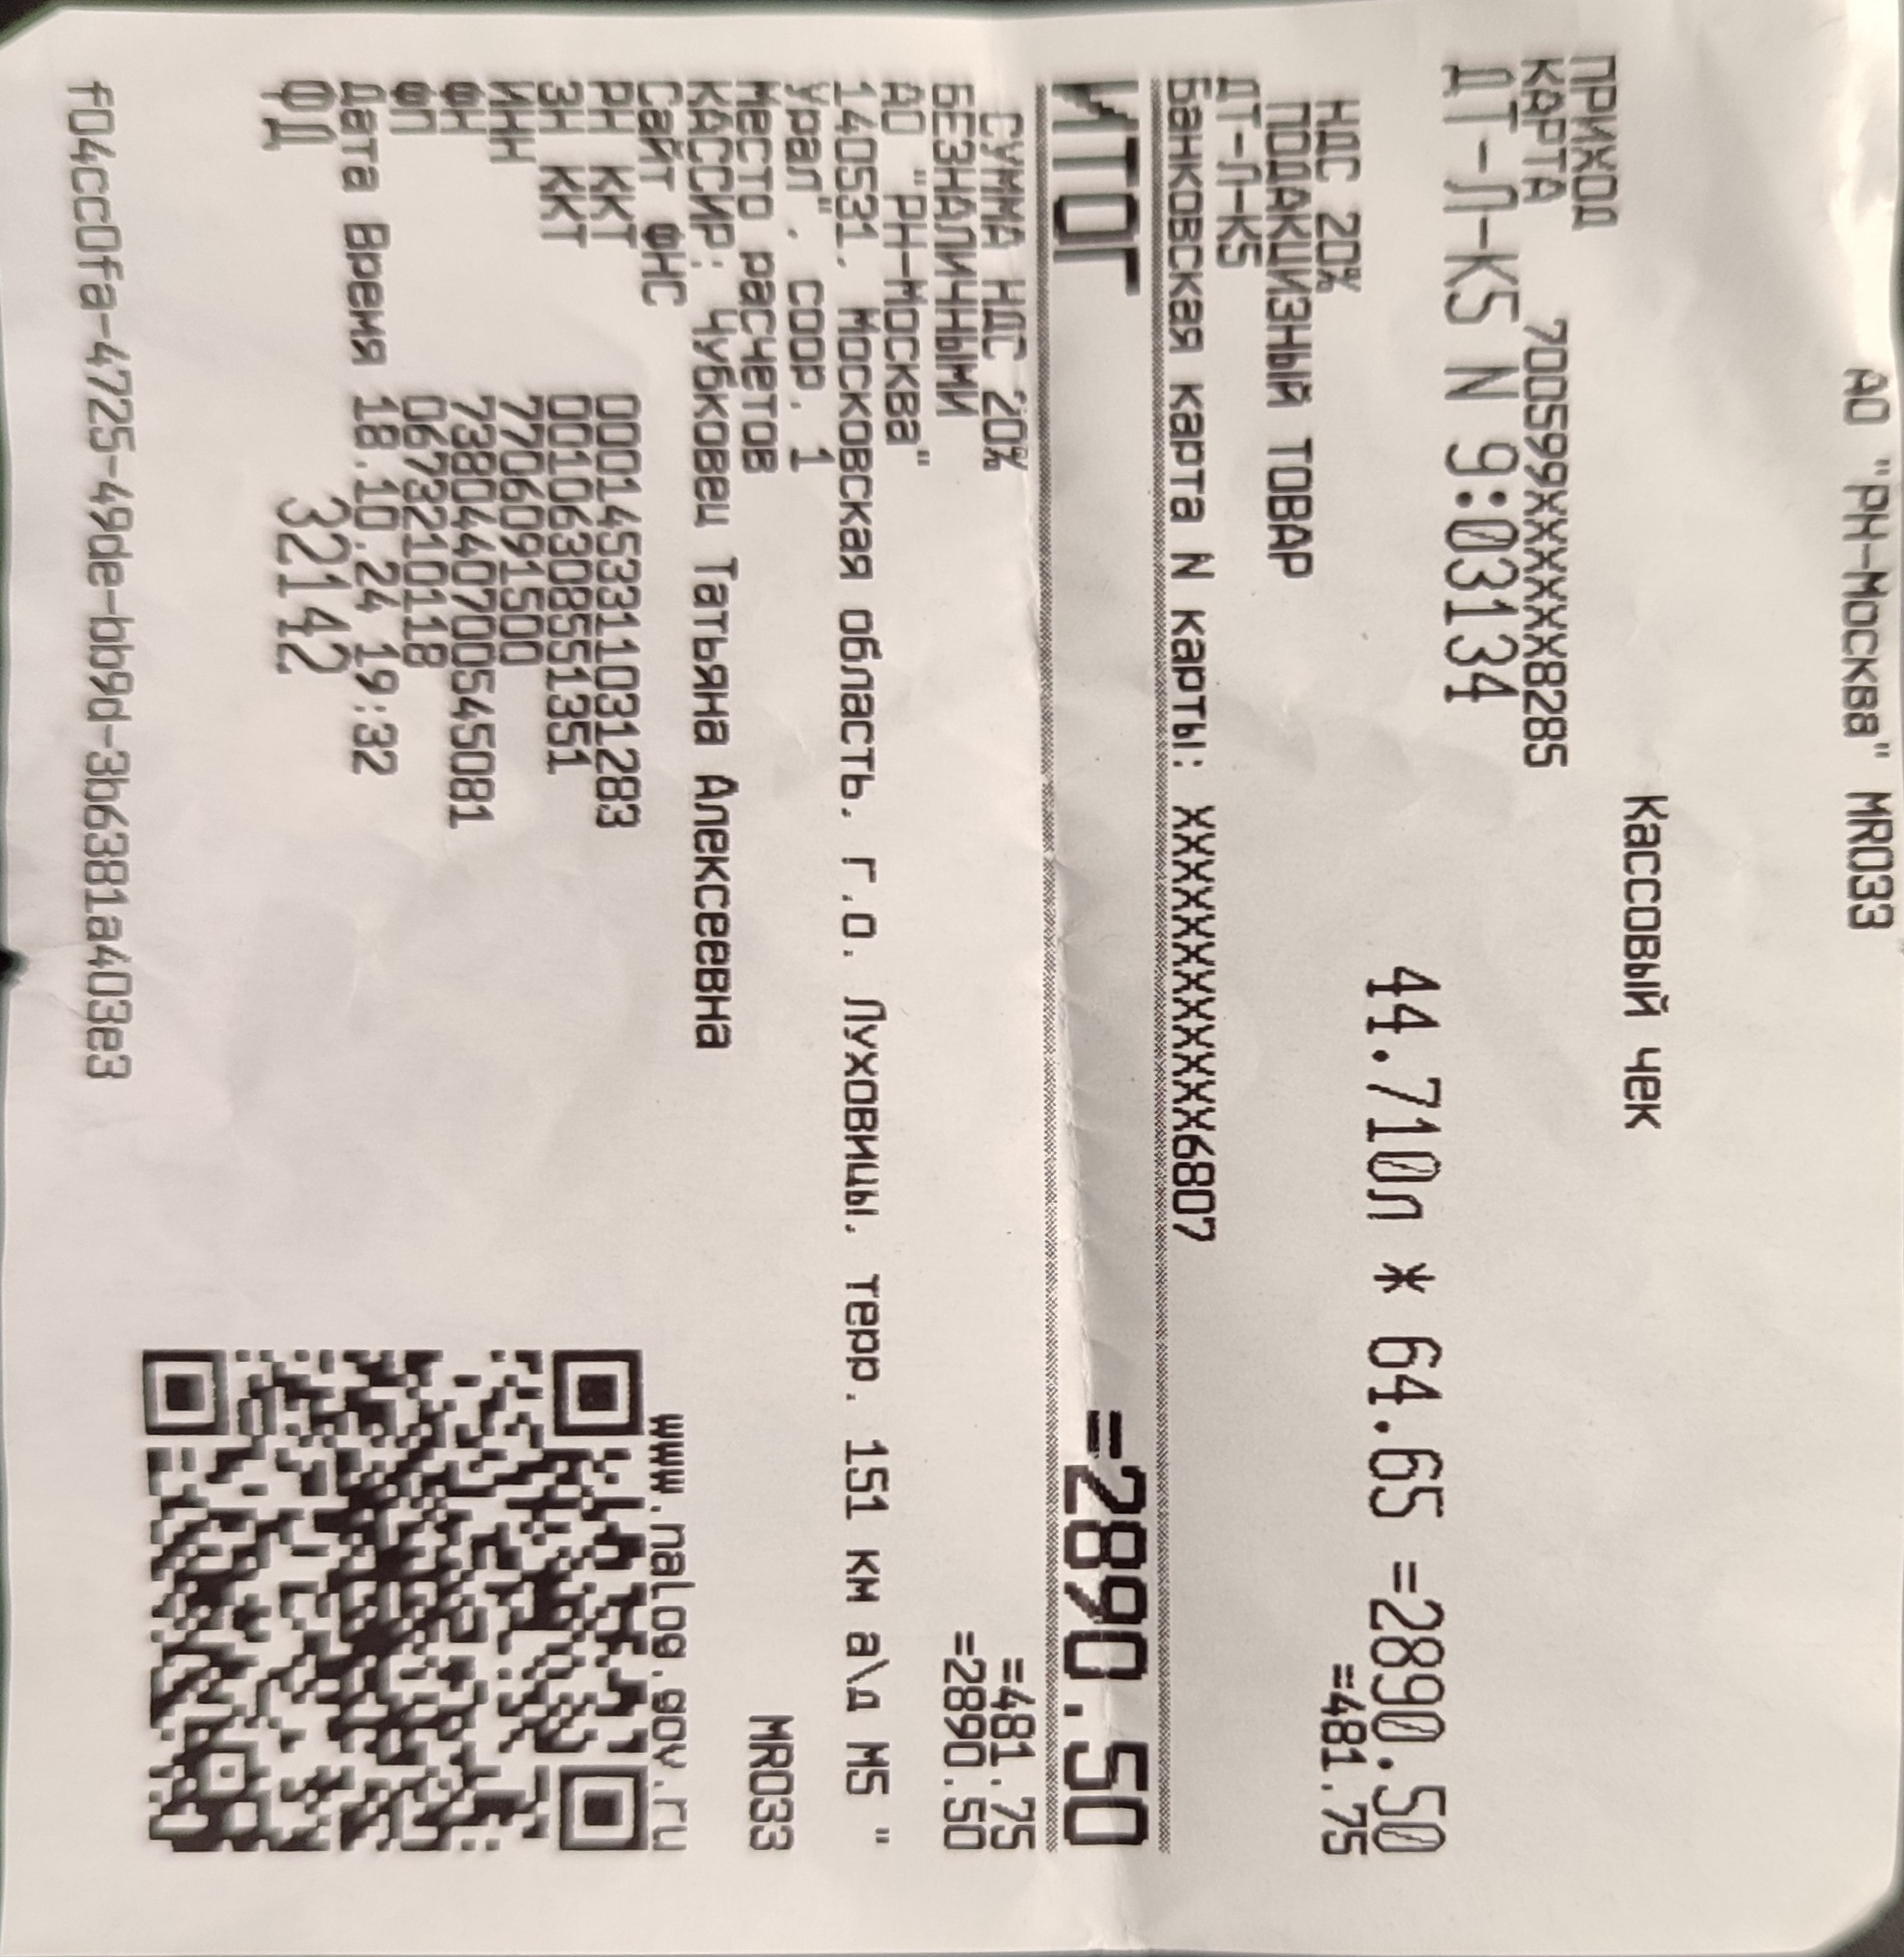 АО "РН-Москва" MR033
Кассовый чек
ПРИХОД
КАРТА 700599XXXXXXXXX8285
ДТ-Л-К5 N 9:03134
44.710л * 64.65 =2890.50
НДС 20% =481.75
ПОДАКЦИЗНЫЙ ТОВАР
ДТ-Л-К5
Банковская карта N карты: XXXXXXXXXXXXXXX6807
ИТОГ =2890.50
СУММА НДС 20% =481.75
БЕЗНАЛИЧНЫМИ =2890.50
АО "РН-Москва"
140531, Московская область, г.о. Луховицы, терр. 151 км а\д М5 "
Урал", соор. 1
Место расчетов MR033
КАССИР: Чубковец Татьяна Алексеевна
Сайт ФНС www.nalog.gov.ru
РН ККТ 0001453311031283
ЗН ККТ 00106308551351
ИНН 7706091500
ФН 7380440700545081
ФП 0673210118
Дата Время 18.10.24 19:32
ФД 32142
f04cc0fa-4725-49de-bb9d-3b6381a403e3